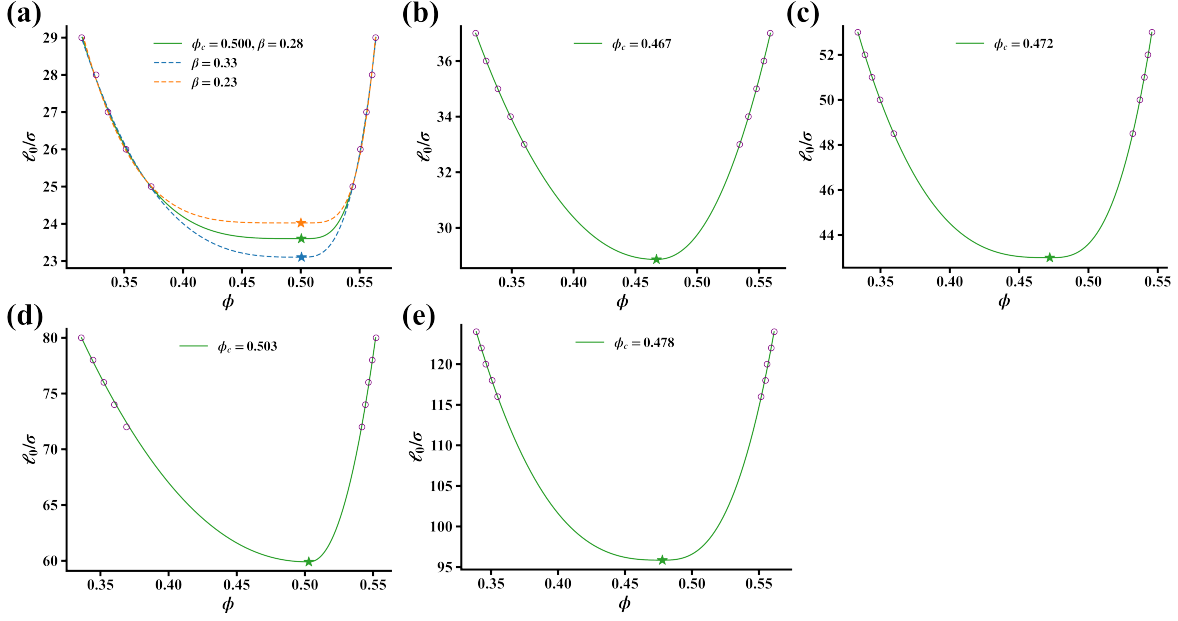 (a)
ϕc = 0.500, β = 0.28
β = 0.33
β = 0.23
29
28
27
26
25
24
23
ℓ0/σ
0.35 0.40 0.45 0.50 0.55
ϕ
(b)
ϕc = 0.467
36
34
32
30
ℓ0/σ
0.35 0.40 0.45 0.50 0.55
ϕ
(c)
ϕc = 0.472
52
50
48
46
44
ℓ0/σ
0.35 0.40 0.45 0.50 0.55
ϕ
(d)
ϕc = 0.503
80
75
70
65
60
ℓ0/σ
0.35 0.40 0.45 0.50 0.55
ϕ
(e)
ϕc = 0.478
120
115
110
105
100
95
ℓ0/σ
0.35 0.40 0.45 0.50 0.55
ϕ